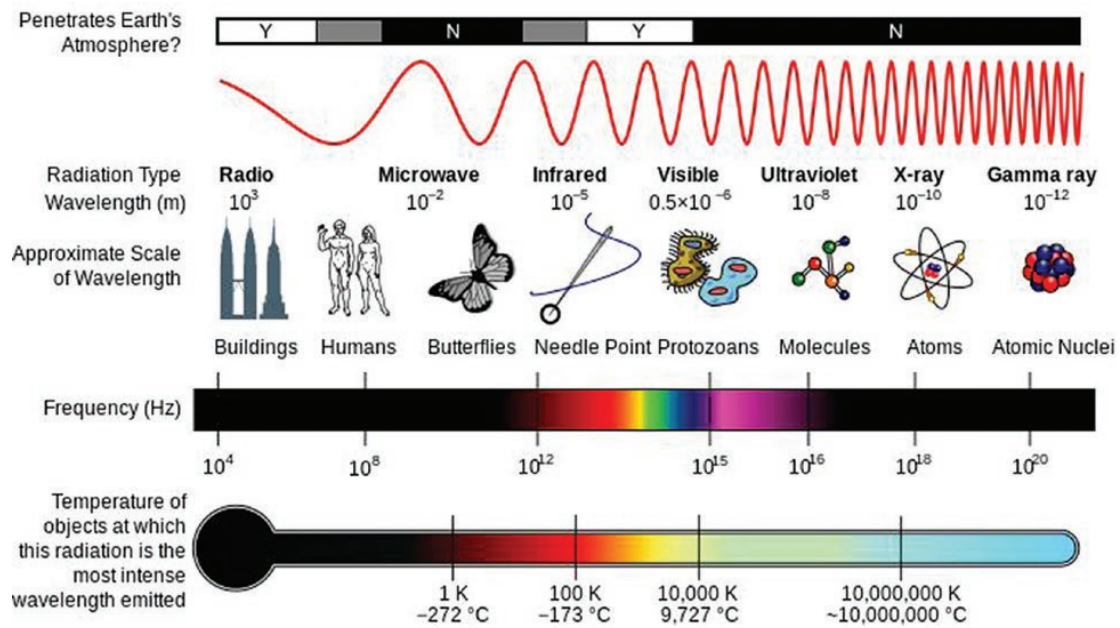 Penetrates Earth's
Atmosphere?
Y
N
Y
N
Radiation Type
Radio Microwave Infrared Visible Ultraviolet X-ray Gamma ray
Wavelength (m)
10³ 10⁻² 10⁻⁵ 0.5×10⁻⁶ 10⁻⁸ 10⁻¹⁰ 10⁻¹²
Approximate Scale
of Wavelength
Buildings Humans Butterflies Needle Point Protozoans Molecules Atoms Atomic Nuclei
Frequency (Hz)
10⁴ 10⁸ 10¹² 10¹⁵ 10¹⁶ 10¹⁸ 10²⁰
Temperature of
objects at which
this radiation is the
most intense
wavelength emitted
1 K 100 K 10,000 K 10,000,000 K
−272 °C −173 °C 9,727 °C ~10,000,000 °C